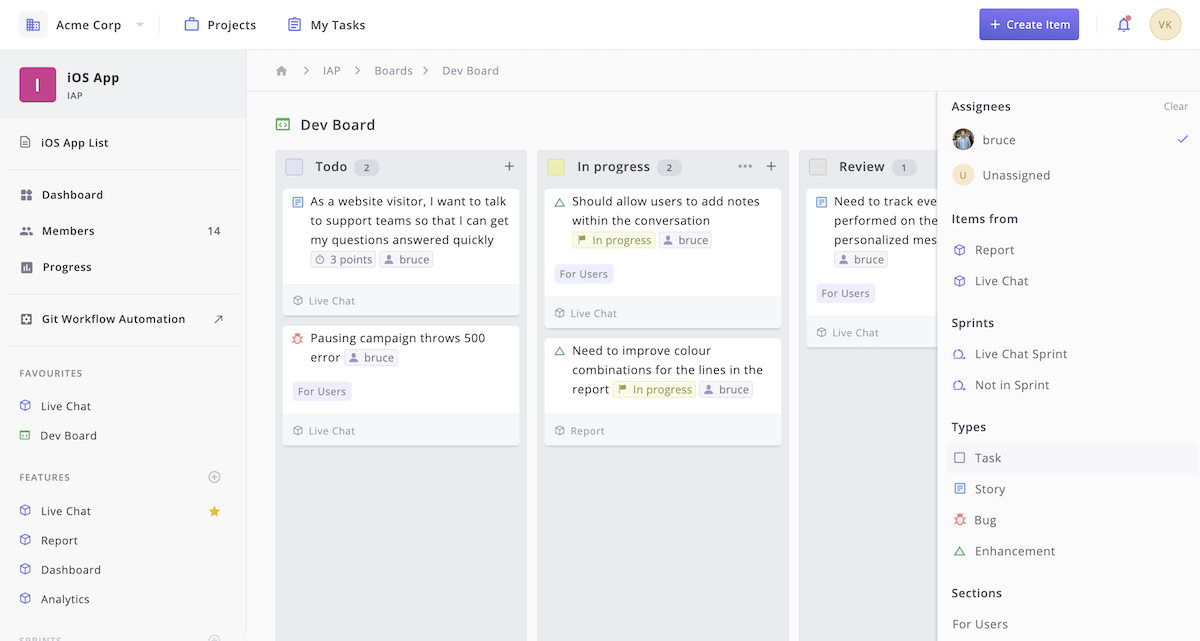 Acme Corp
Projects
My Tasks
+ Create Item
VK
I
iOS App
IAP
iOS App List
Dashboard
Members 14
Progress
Git Workflow Automation
FAVOURITES
Live Chat
Dev Board
FEATURES
Live Chat
Report
Dashboard
Analytics
SPRINTS
IAP
Boards
Dev Board
Dev Board
Todo 2
As a website visitor, I want to talk
to support teams so that I can get
my questions answered quickly
3 points bruce
Live Chat
Pausing campaign throws 500
error bruce
For Users
Live Chat
In progress 2
Should allow users to add notes
within the conversation
In progress bruce
For Users
Live Chat
Need to improve colour
combinations for the lines in the
report In progress bruce
Report
Review 1
Need to track eve
performed on the
personalized mes
bruce
For Users
Live Chat
Assignees Clear
bruce
U Unassigned
Items from
Report
Live Chat
Sprints
Live Chat Sprint
Not in Sprint
Types
Task
Story
Bug
Enhancement
Sections
For Users